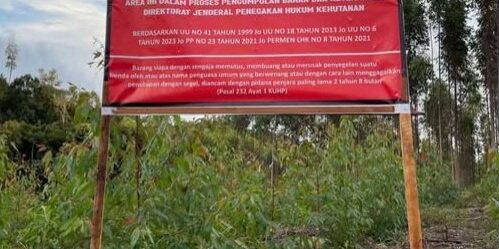 AREA INI DALAM PROSES PENGUMPULAN BAHAN DAN
DIREKTORAT JENDERAL PENEGAKAN HUKUM KEHUTANAN
BERDASARKAN UU NO 41 TAHUN 1999 Jo UU NO 18 TAHUN 2013 Jo UU NO 6
TAHUN 2023 Jo PP NO 23 TAHUN 2021 Jo PERMEN LHK NO 8 TAHUN 2021
Barang siapa dengan sengaja memutus, membuang atau merusak penyegelan suatu
benda oleh atau atas nama penguasa umum yang berwenang atau dengan cara lain menggagalkan
penutupan dengan segel, diancam dengan pidana penjara paling lama 2 tahun 8 bulan
(Pasal 232 Ayat 1 KUHP)